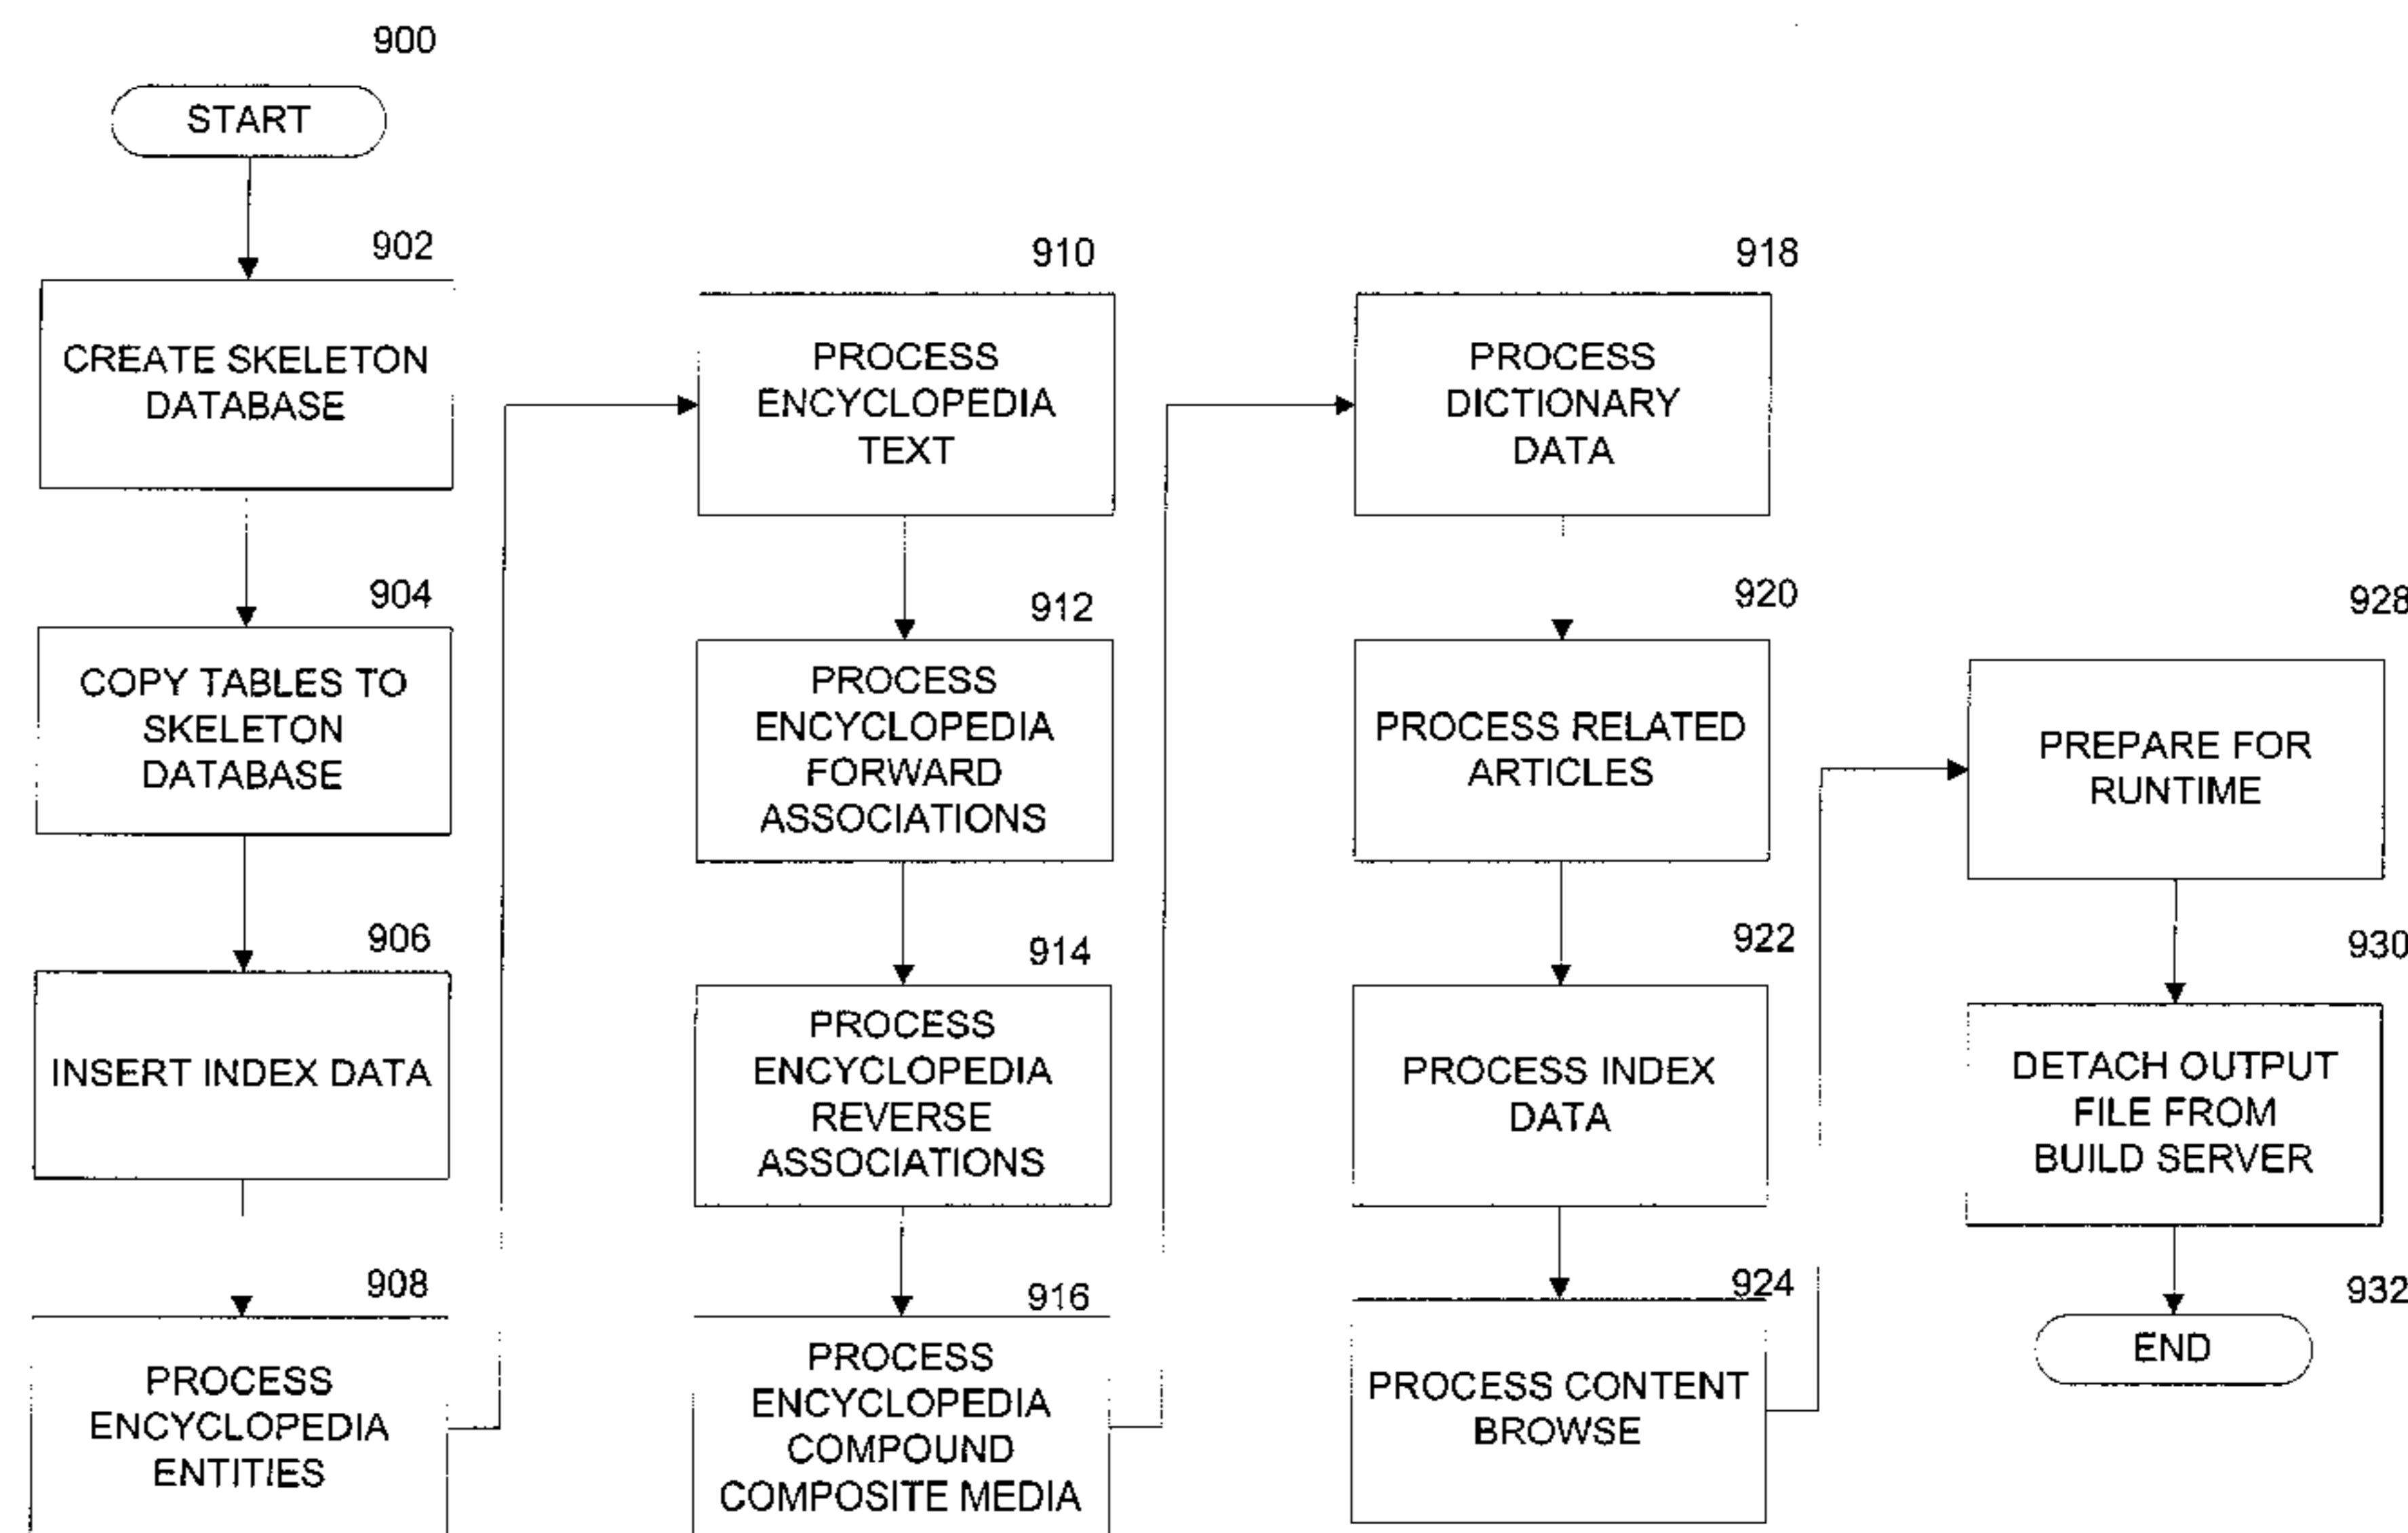 900
START
902
CREATE SKELETON
DATABASE
904
COPY TABLES TO
SKELETON
DATABASE
906
INSERT INDEX DATA
908
PROCESS
ENCYCLOPEDIA
ENTITIES
910
PROCESS
ENCYCLOPEDIA
TEXT
912
PROCESS
ENCYCLOPEDIA
FORWARD
ASSOCIATIONS
914
PROCESS
ENCYCLOPEDIA
REVERSE
ASSOCIATIONS
916
PROCESS
ENCYCLOPEDIA
COMPOUND
COMPOSITE MEDIA
918
PROCESS
DICTIONARY
DATA
920
PROCESS RELATED
ARTICLES
922
PROCESS INDEX
DATA
924
PROCESS CONTENT
BROWSE
928
PREPARE FOR
RUNTIME
930
DETACH OUTPUT
FILE FROM
BUILD SERVER
932
END